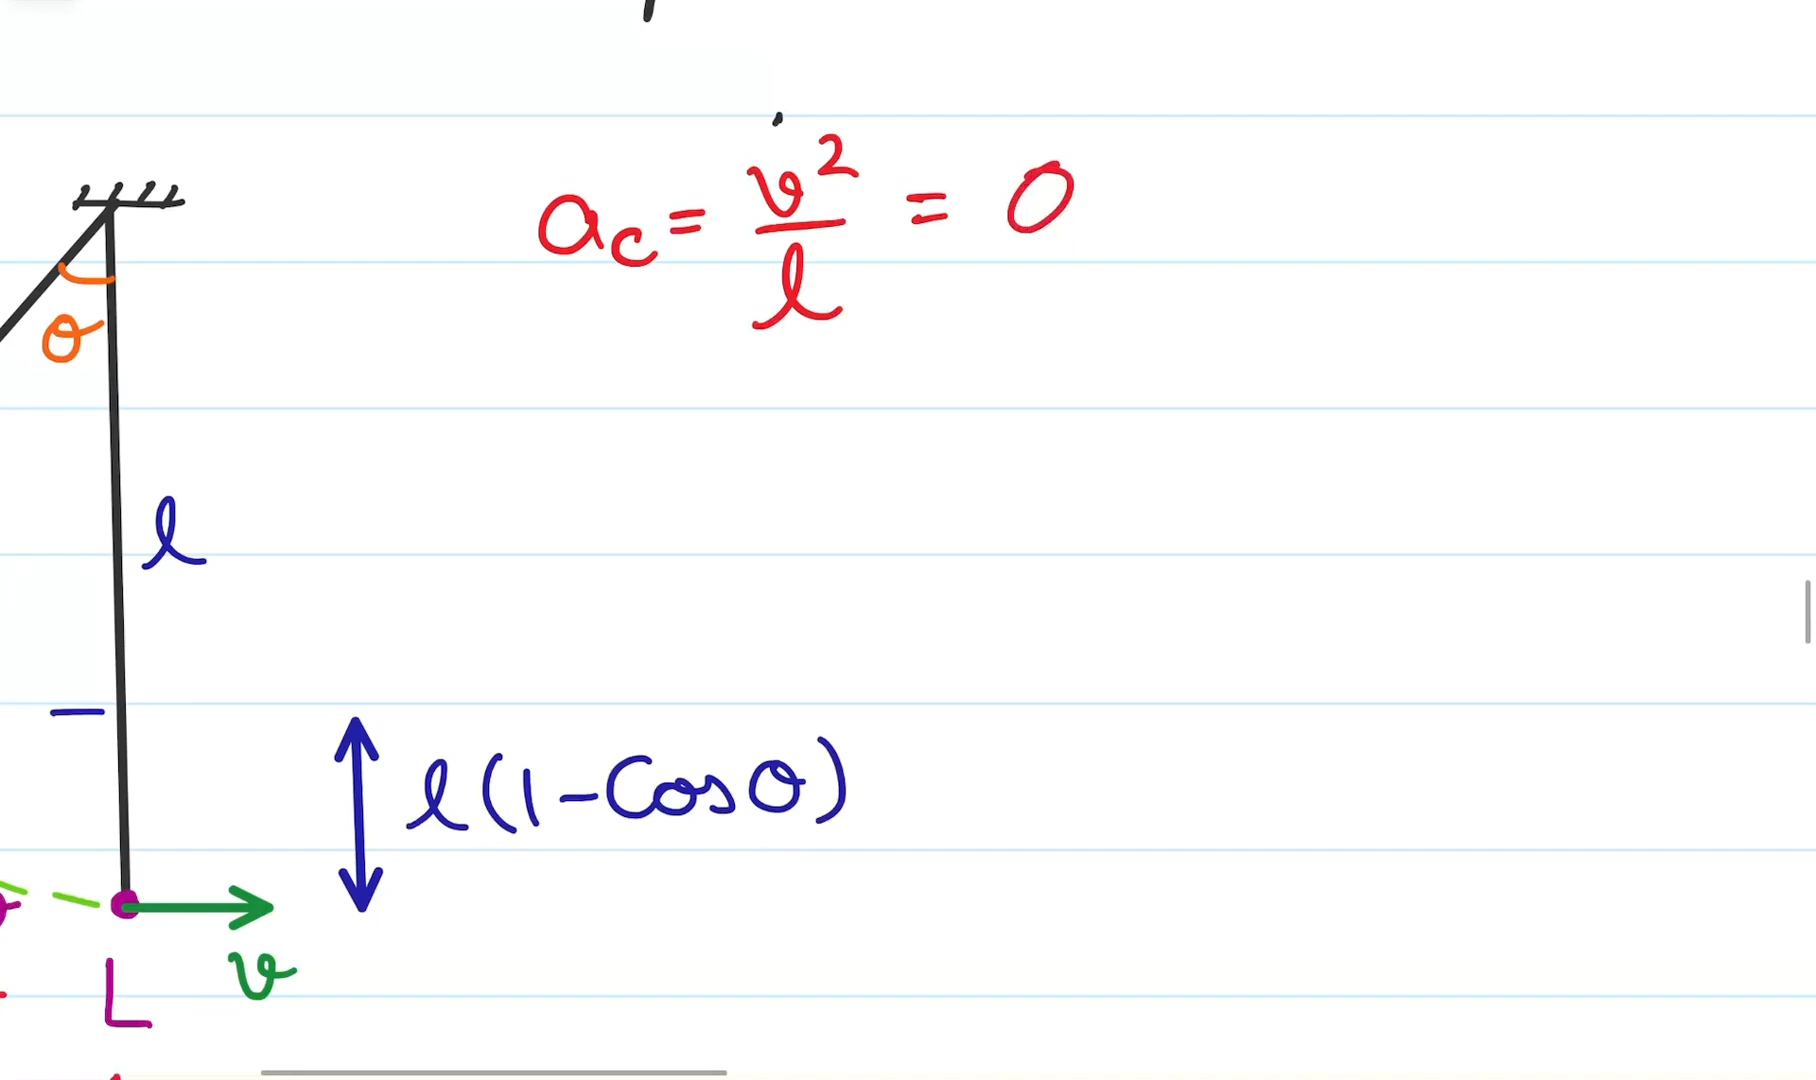 a_c = v²/l = 0
θ
l
l(1-Cosθ)
v
L